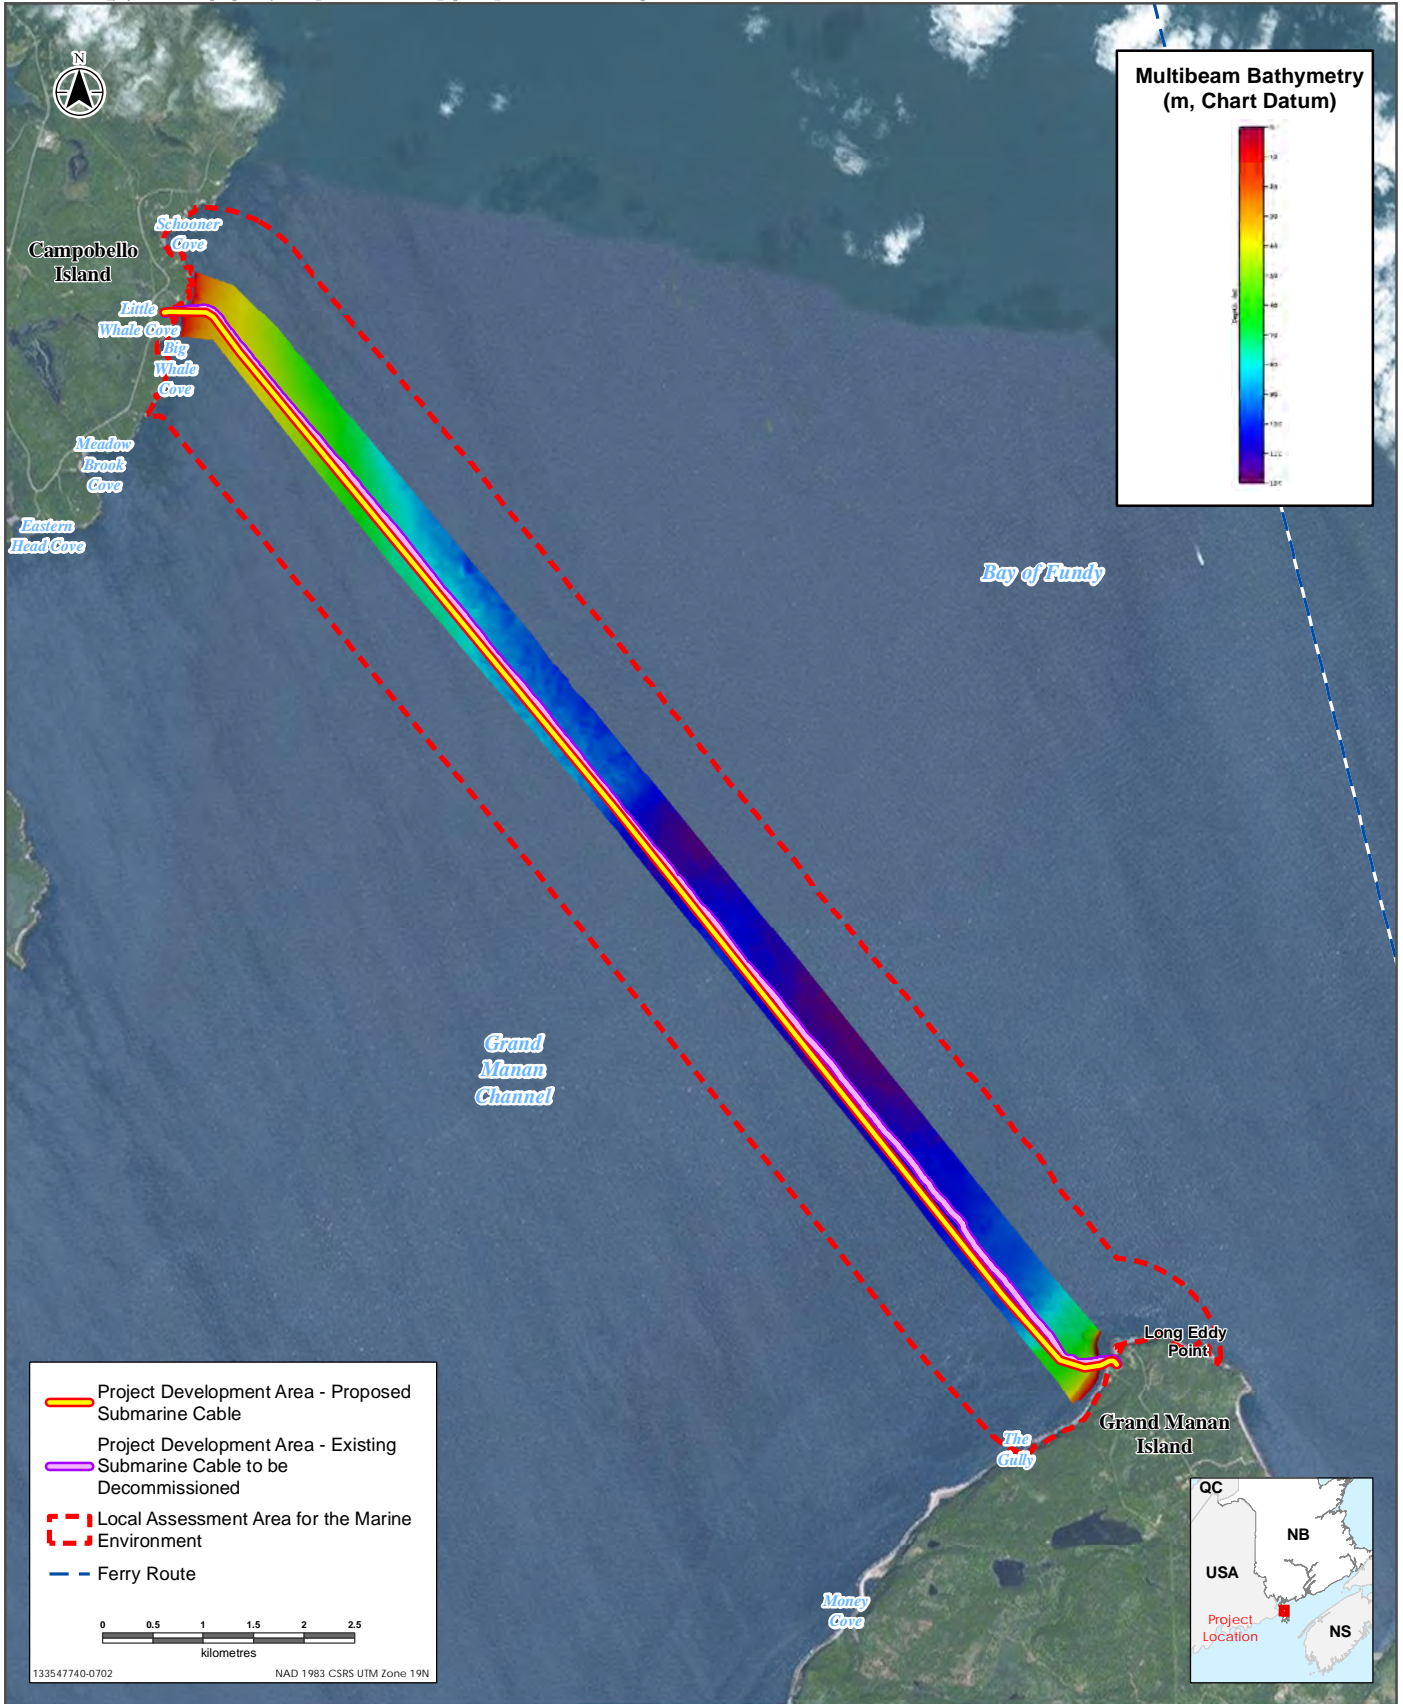 N
Multibeam Bathymetry
(m, Chart Datum)
Depth (m)
Schooner
Cove
Campobello
Island
Little
Whale Cove
Big
Whale
Cove
Meadow
Brook
Cove
Eastern
Head Cove
Bay of Fundy
Grand
Manan
Channel
Long Eddy
Point
Grand Manan
Island
The
Gully
Money
Cove
Project Development Area - Proposed
Submarine Cable
Project Development Area - Existing
Submarine Cable to be
Decommissioned
Local Assessment Area for the Marine
Environment
Ferry Route
0 0.5 1 1.5 2 2.5
kilometres
133547740-0702 NAD 1983 CSRS UTM Zone 19N
QC
NB
USA
Project
Location
NS